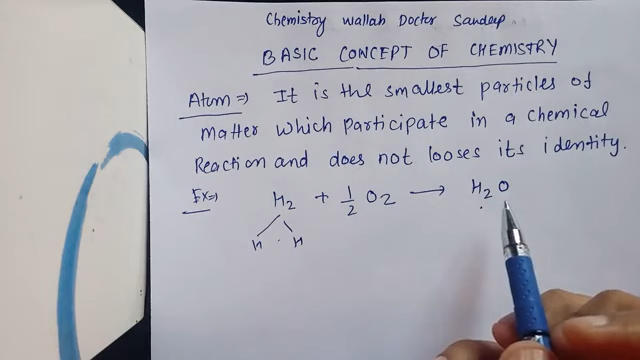 Chemistry Wallah Doctor Sandeep
BASIC CONCEPT OF CHEMISTRY
Atom => It is the smallest particles of
matter which participate in a chemical
Reaction and does not looses its identity.
Ex=> H2 + 1/2 O2 → H2O
H H